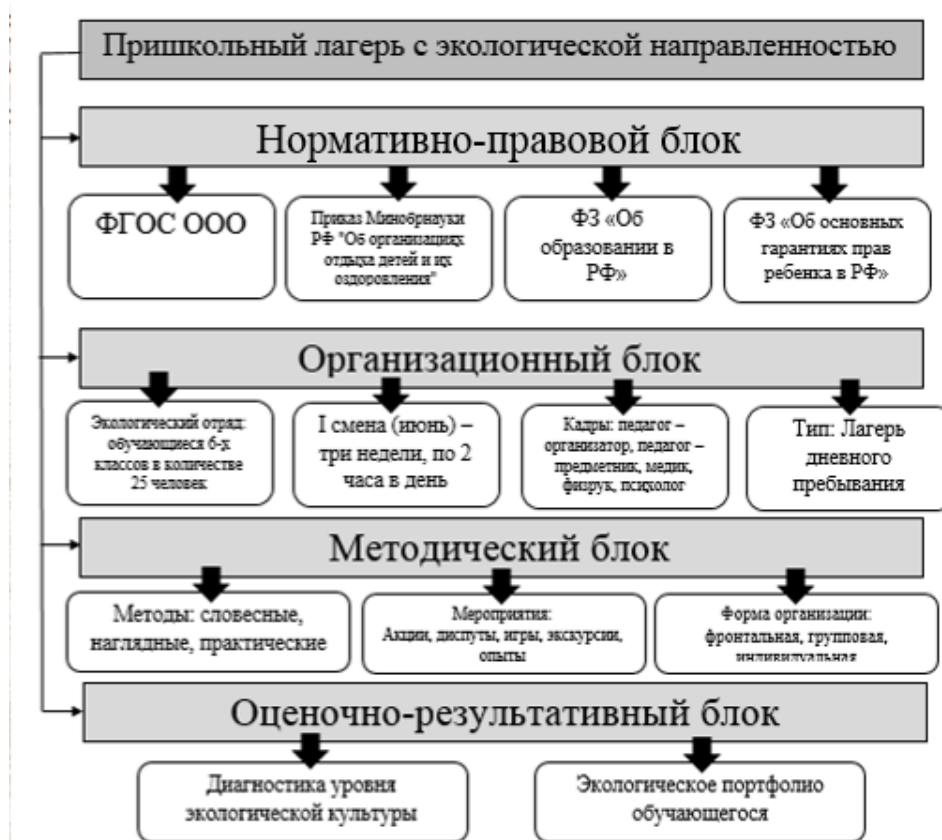 Пришкольный лагерь с экологической направленностью
Нормативно-правовой блок
ФГОС ООО
Приказ Минобрнауки
РФ "Об организациях
отдыха детей и их
оздоровления"
ФЗ «Об
образовании в
РФ»
ФЗ «Об основных
гарантиях прав
ребенка в РФ»
Организационный блок
Экологический отряд:
обучающиеся 6-х
классов в количестве
25 человек
I смена (июнь) –
три недели, по 2
часа в день
Кадры: педагог –
организатор, педагог –
предметник, медик,
физрук, психолог
Тип: Лагерь
дневного
пребывания
Методический блок
Методы: словесные,
наглядные, практические
Мероприятия:
Акции, диспуты, игры, экскурсии,
опыты
Форма организации:
фронтальная, групповая,
индивидуальная
Оценочно-результативный блок
Диагностика уровня
экологической культуры
Экологическое портфолио
обучающегося